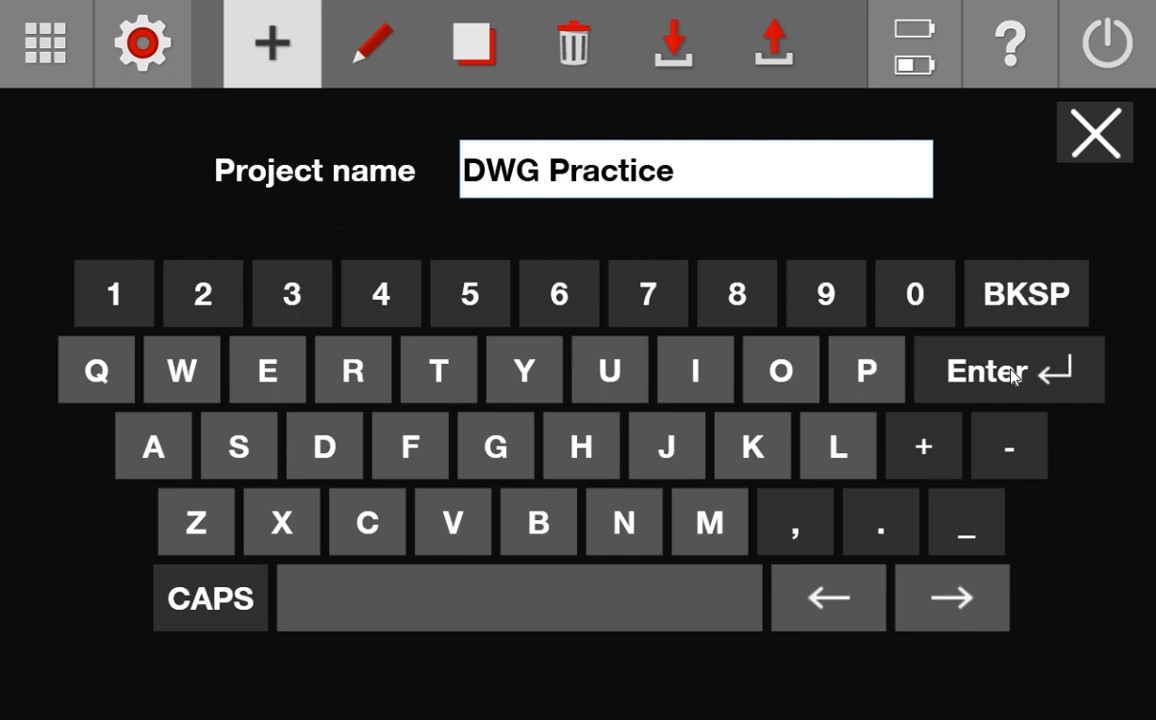 ?
Project name DWG Practice
1 2 3 4 5 6 7 8 9 0 BKSP
Q W E R T Y U I O P Enter
A S D F G H J K L + -
Z X C V B N M , . _
CAPS ← →